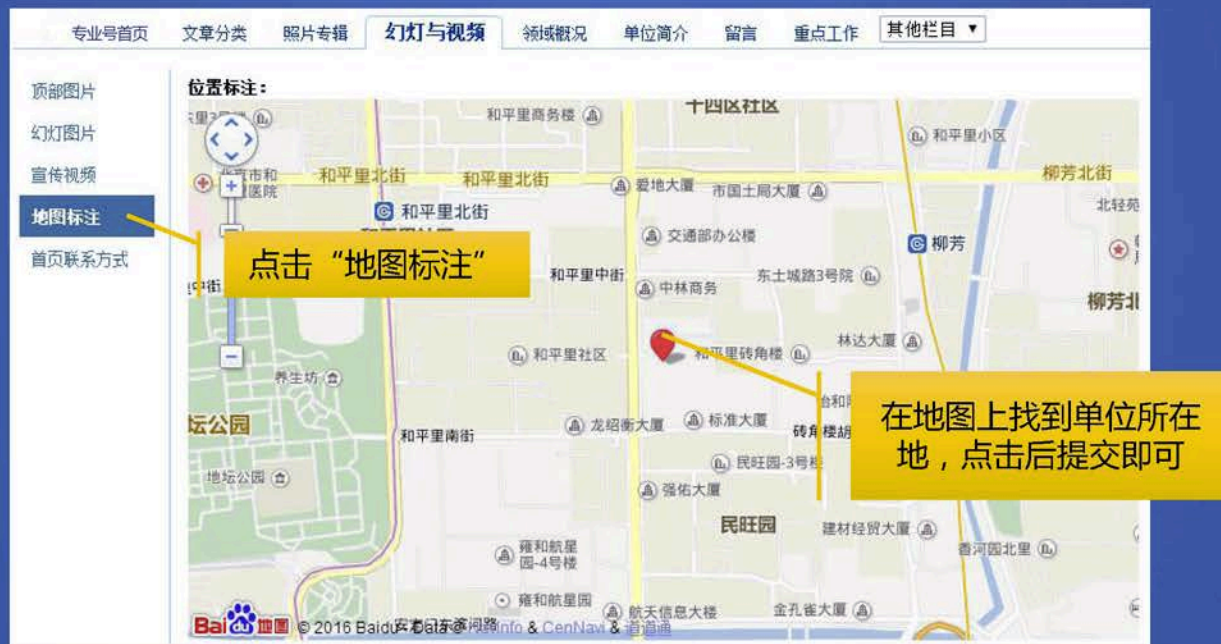 专业号首页 文章分类 照片专辑 幻灯与视频 领域概况 单位简介 留言 重点工作 其他栏目
顶部图片
幻灯图片
宣传视频
地图标注
首页联系方式
位置标注：
点击“地图标注”
在地图上找到单位所在
地，点击后提交即可
和平里商务楼
十四区社区
和平里小区
和平里北街
和平里北街
爱地大厦
市国土局大厦
柳芳北街
和平里北街
交通部办公楼
柳芳
和平里中街
中林商务
东土城路3号院
和平里社区
和平里砖角楼
林达大厦
养生坊
坛公园
和平里南街
龙绍衡大厦
标准大厦
地坛公园
民旺园-3号楼
强佑大厦
民旺园
建材经贸大厦
雍和航星
园-4号楼
香河园北里
雍和航星园
航天信息大楼
金孔雀大厦
Bai du 地图 © 2016 Baidu
& CenNavi & 道道通